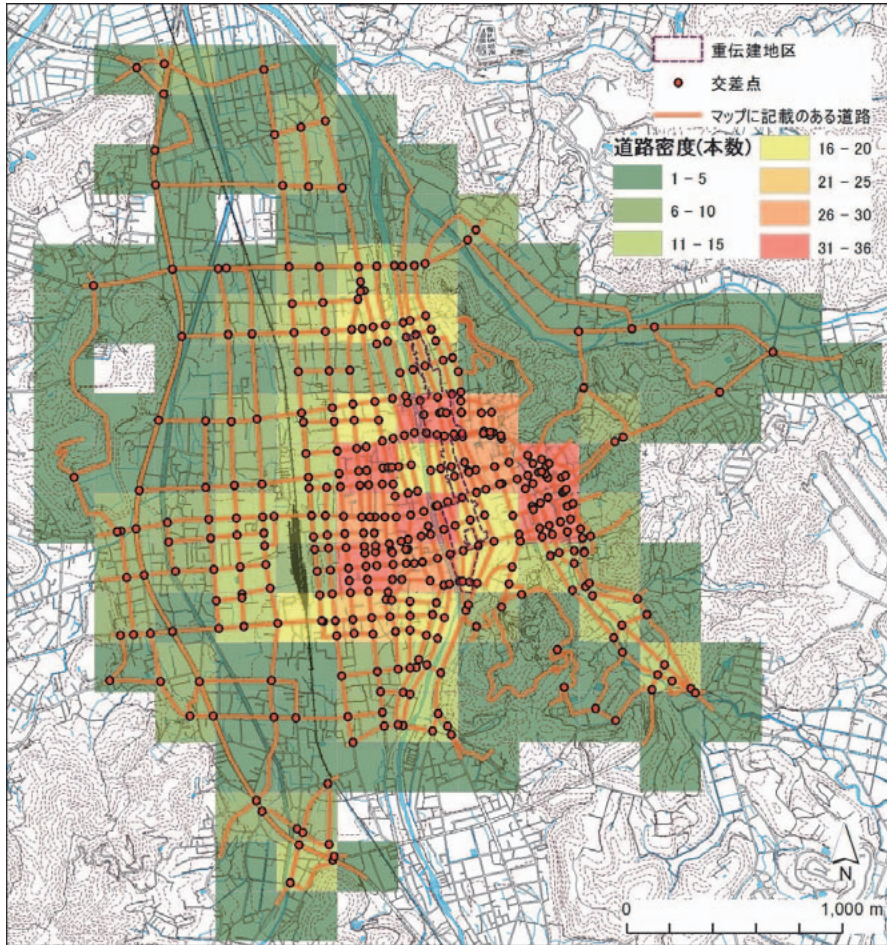 重伝建地区
交差点
マップに記載のある道路
道路密度(本数)
1 - 5
6 - 10
11 - 15
16 - 20
21 - 25
26 - 30
31 - 36
N
0 1,000 m